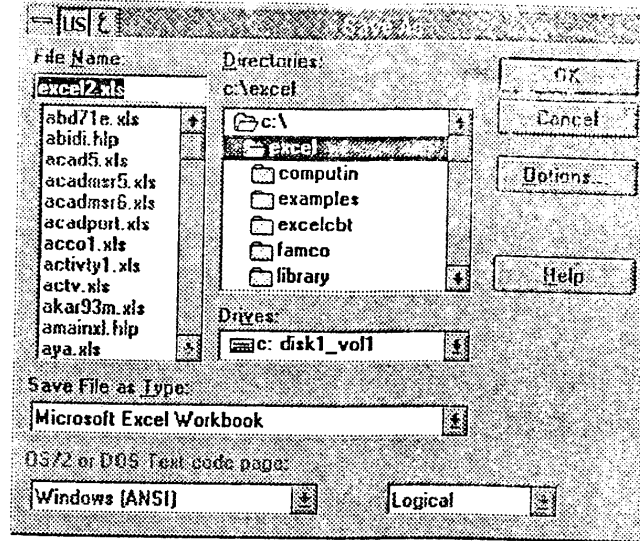 US ع Save As
File Name:
excel2.xls
abd71e.xls
abidi.hlp
acad5.xls
acadmsr5.xls
acadmsr6.xls
acadport.xls
acco1.xls
activty1.xls
actv.xls
akar93m.xls
amainxl.hlp
aya.xls
Directories:
c:\excel
c:\
excel
computin
examples
excelcbt
famco
library
Drives:
c: disk1_vol1
OK
Cancel
Options...
Help
Save File as Type:
Microsoft Excel Workbook
OS/2 or DOS Text code page:
Windows (ANSI)
Logical